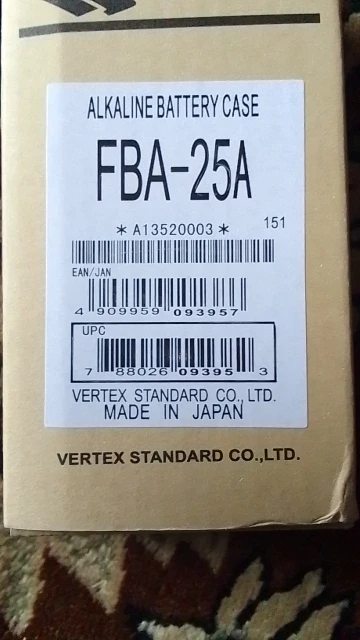 ALKALINE BATTERY CASE
FBA-25A
* A13520003 * 151
EAN/JAN
4 909959 093957
UPC
7 88026 09395 3
VERTEX STANDARD CO., LTD.
MADE IN JAPAN
VERTEX STANDARD CO.,LTD.